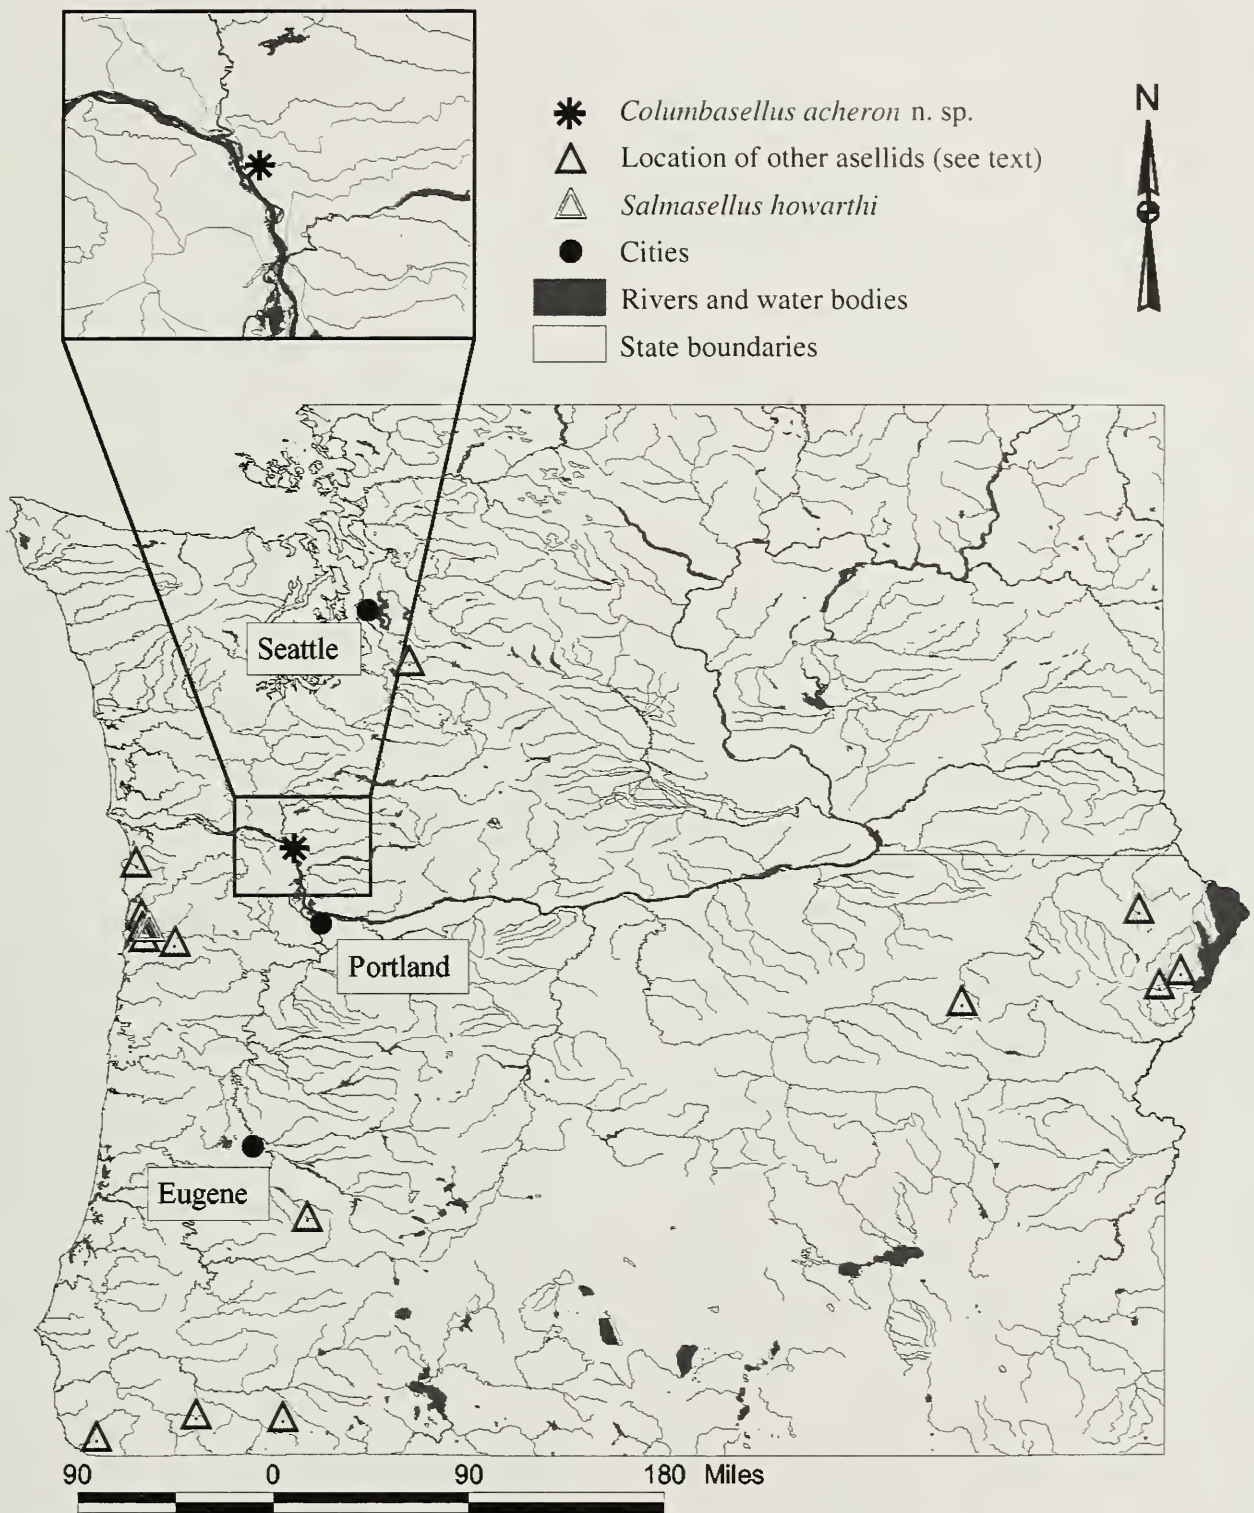 N
Columbasellus acheron n. sp.
Location of other asellids (see text)
Salmasellus howarthi
Cities
Rivers and water bodies
State boundaries
Seattle
Portland
Eugene
90 0 90 180 Miles